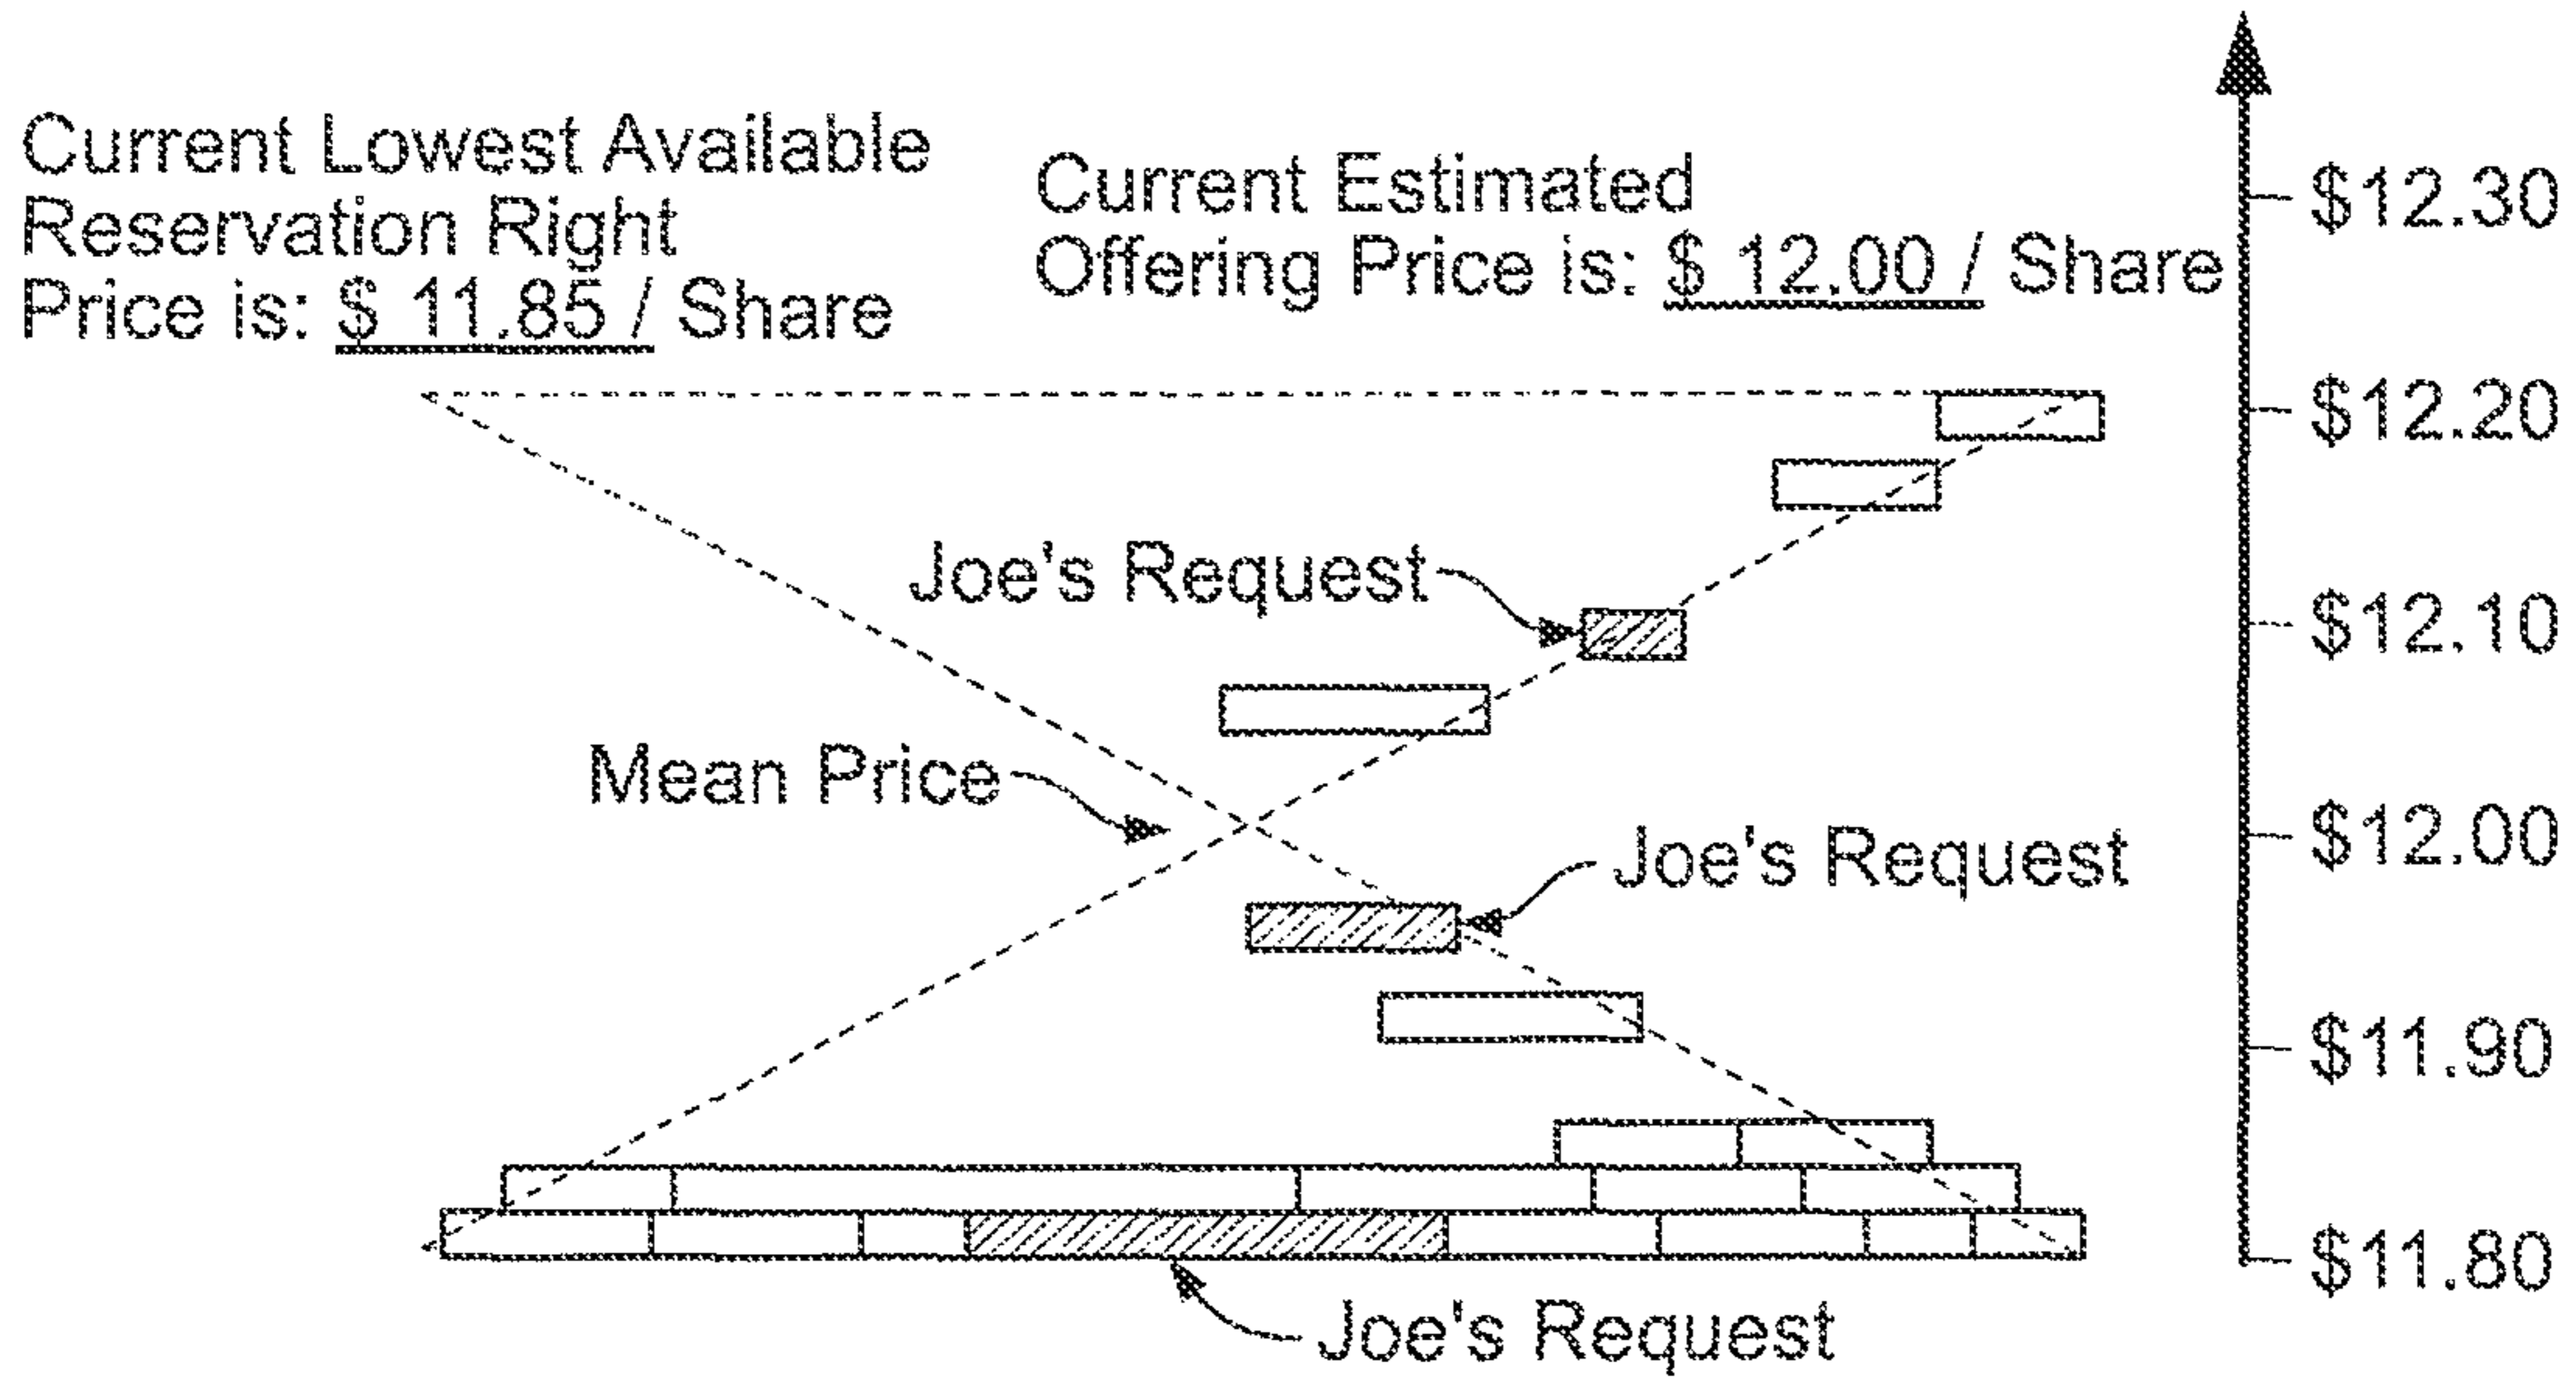 Current Lowest Available
Reservation Right
Price is: $ 11.85 / Share
Current Estimated
Offering Price is: $ 12.00 / Share
$12.30
$12.20
Joe's Request
$12.10
Mean Price
$12.00
Joe's Request
$11.90
$11.80
Joe's Request